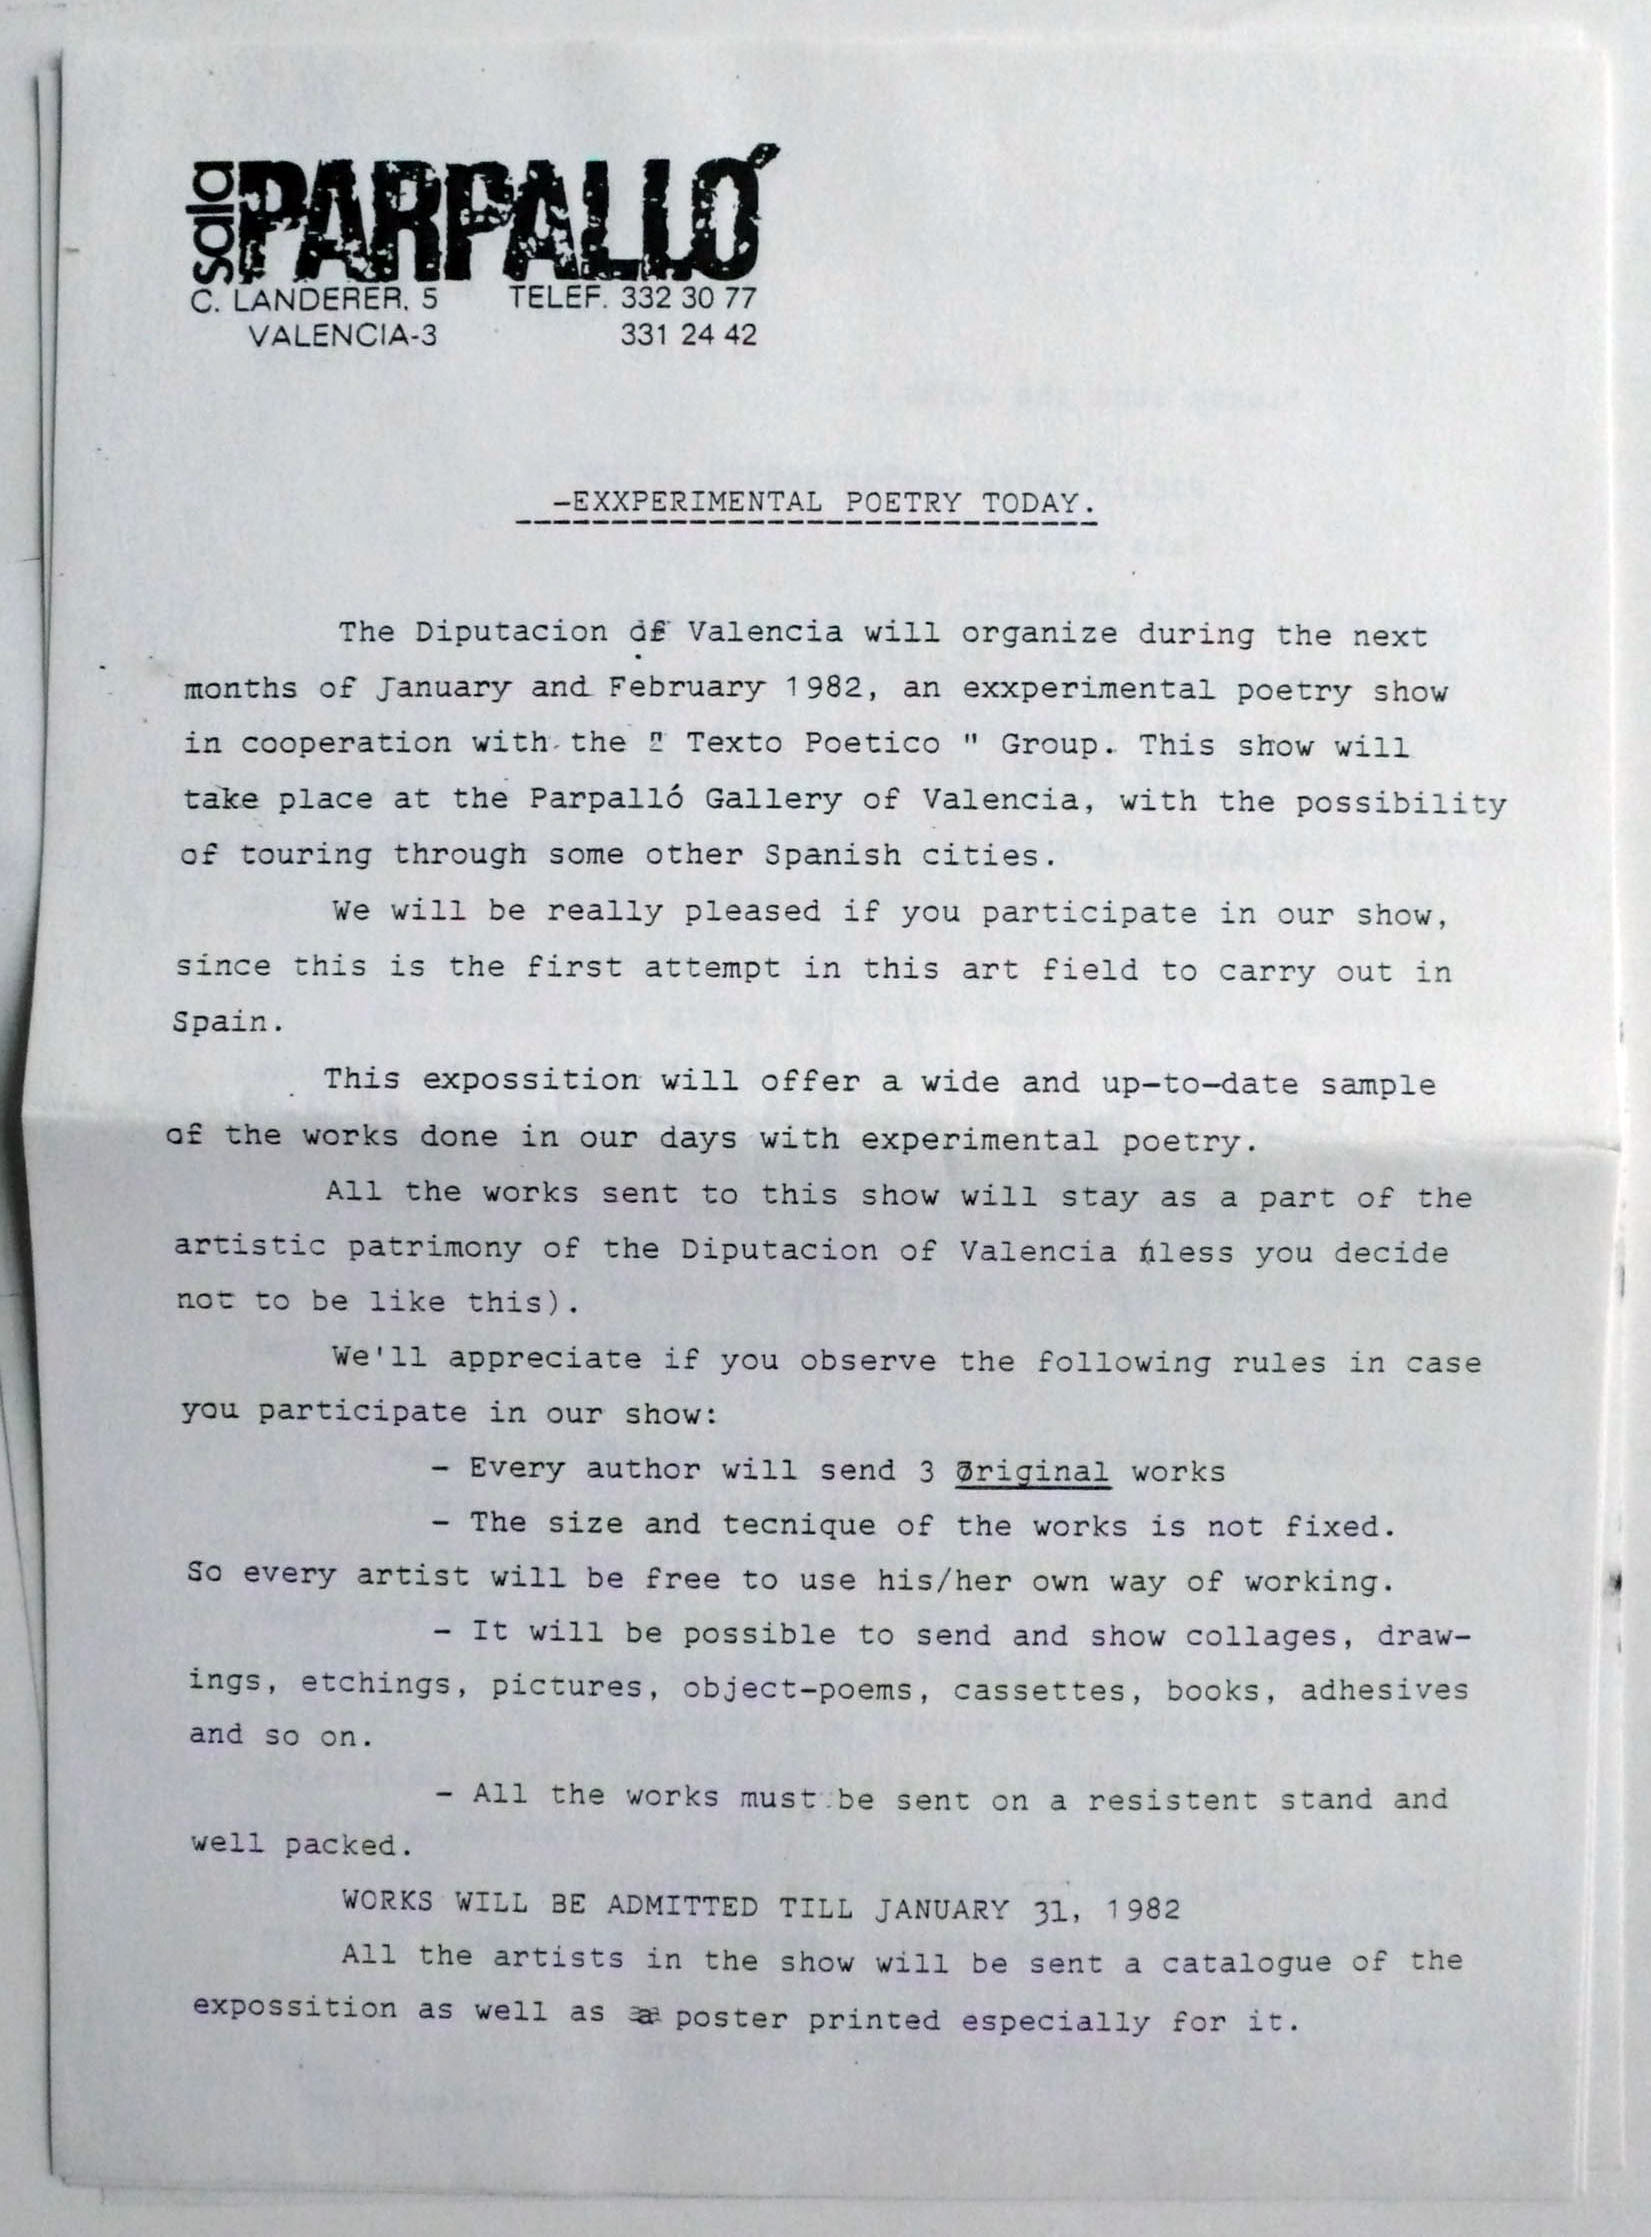 sala PARPALLÓ
C. LANDERER, 5 TELEF. 332 30 77
VALENCIA-3 331 24 42
-EXXPERIMENTAL POETRY TODAY.
The Diputacion of Valencia will organize during the next
months of January and February 1982, an exxperimental poetry show
in cooperation with the " Texto Poetico " Group. This show will
take place at the Parpalló Gallery of Valencia, with the possibility
of touring through some other Spanish cities.
We will be really pleased if you participate in our show,
since this is the first attempt in this art field to carry out in
Spain.
This expossition will offer a wide and up-to-date sample
of the works done in our days with experimental poetry.
All the works sent to this show will stay as a part of the
artistic patrimony of the Diputacion of Valencia nless you decide
not to be like this).
We'll appreciate if you observe the following rules in case
you participate in our show:
- Every author will send 3 Original works
- The size and tecnique of the works is not fixed.
So every artist will be free to use his/her own way of working.
- It will be possible to send and show collages, draw-
ings, etchings, pictures, object-poems, cassettes, books, adhesives
and so on.
- All the works must be sent on a resistent stand and
well packed.
WORKS WILL BE ADMITTED TILL JANUARY 31, 1982
All the artists in the show will be sent a catalogue of the
expossition as well as a poster printed especially for it.